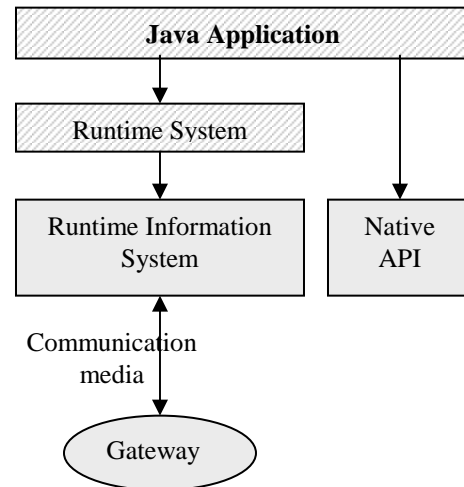 Java Application
Runtime System
Runtime Information
System
Native
API
Communication
media
Gateway